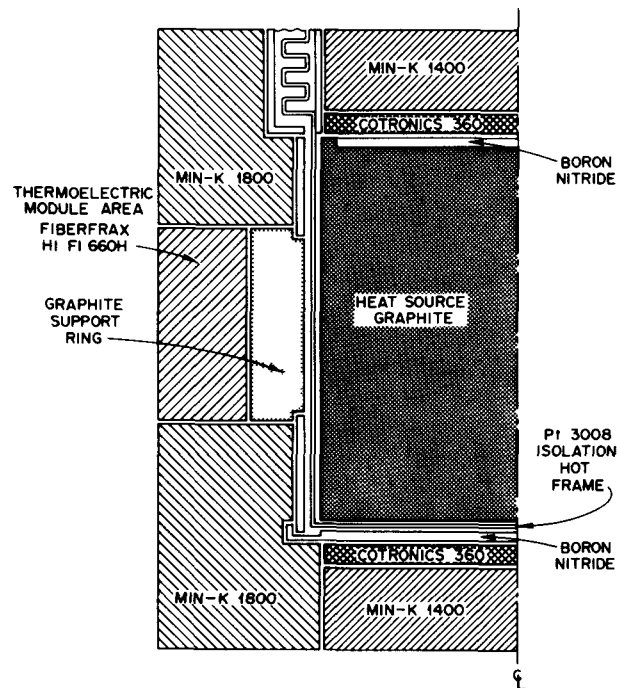 MIN-K 1400
COTRONICS 360
BORON
NITRIDE
MIN-K 1800
THERMOELECTRIC
MODULE AREA
FIBERFRAX
HI FI 660H
GRAPHITE
SUPPORT
RING
HEAT SOURCE
GRAPHITE
Pt 3008
ISOLATION
HOT
FRAME
BORON
NITRIDE
COTRONICS 360
MIN-K 1800
MIN-K 1400
℄